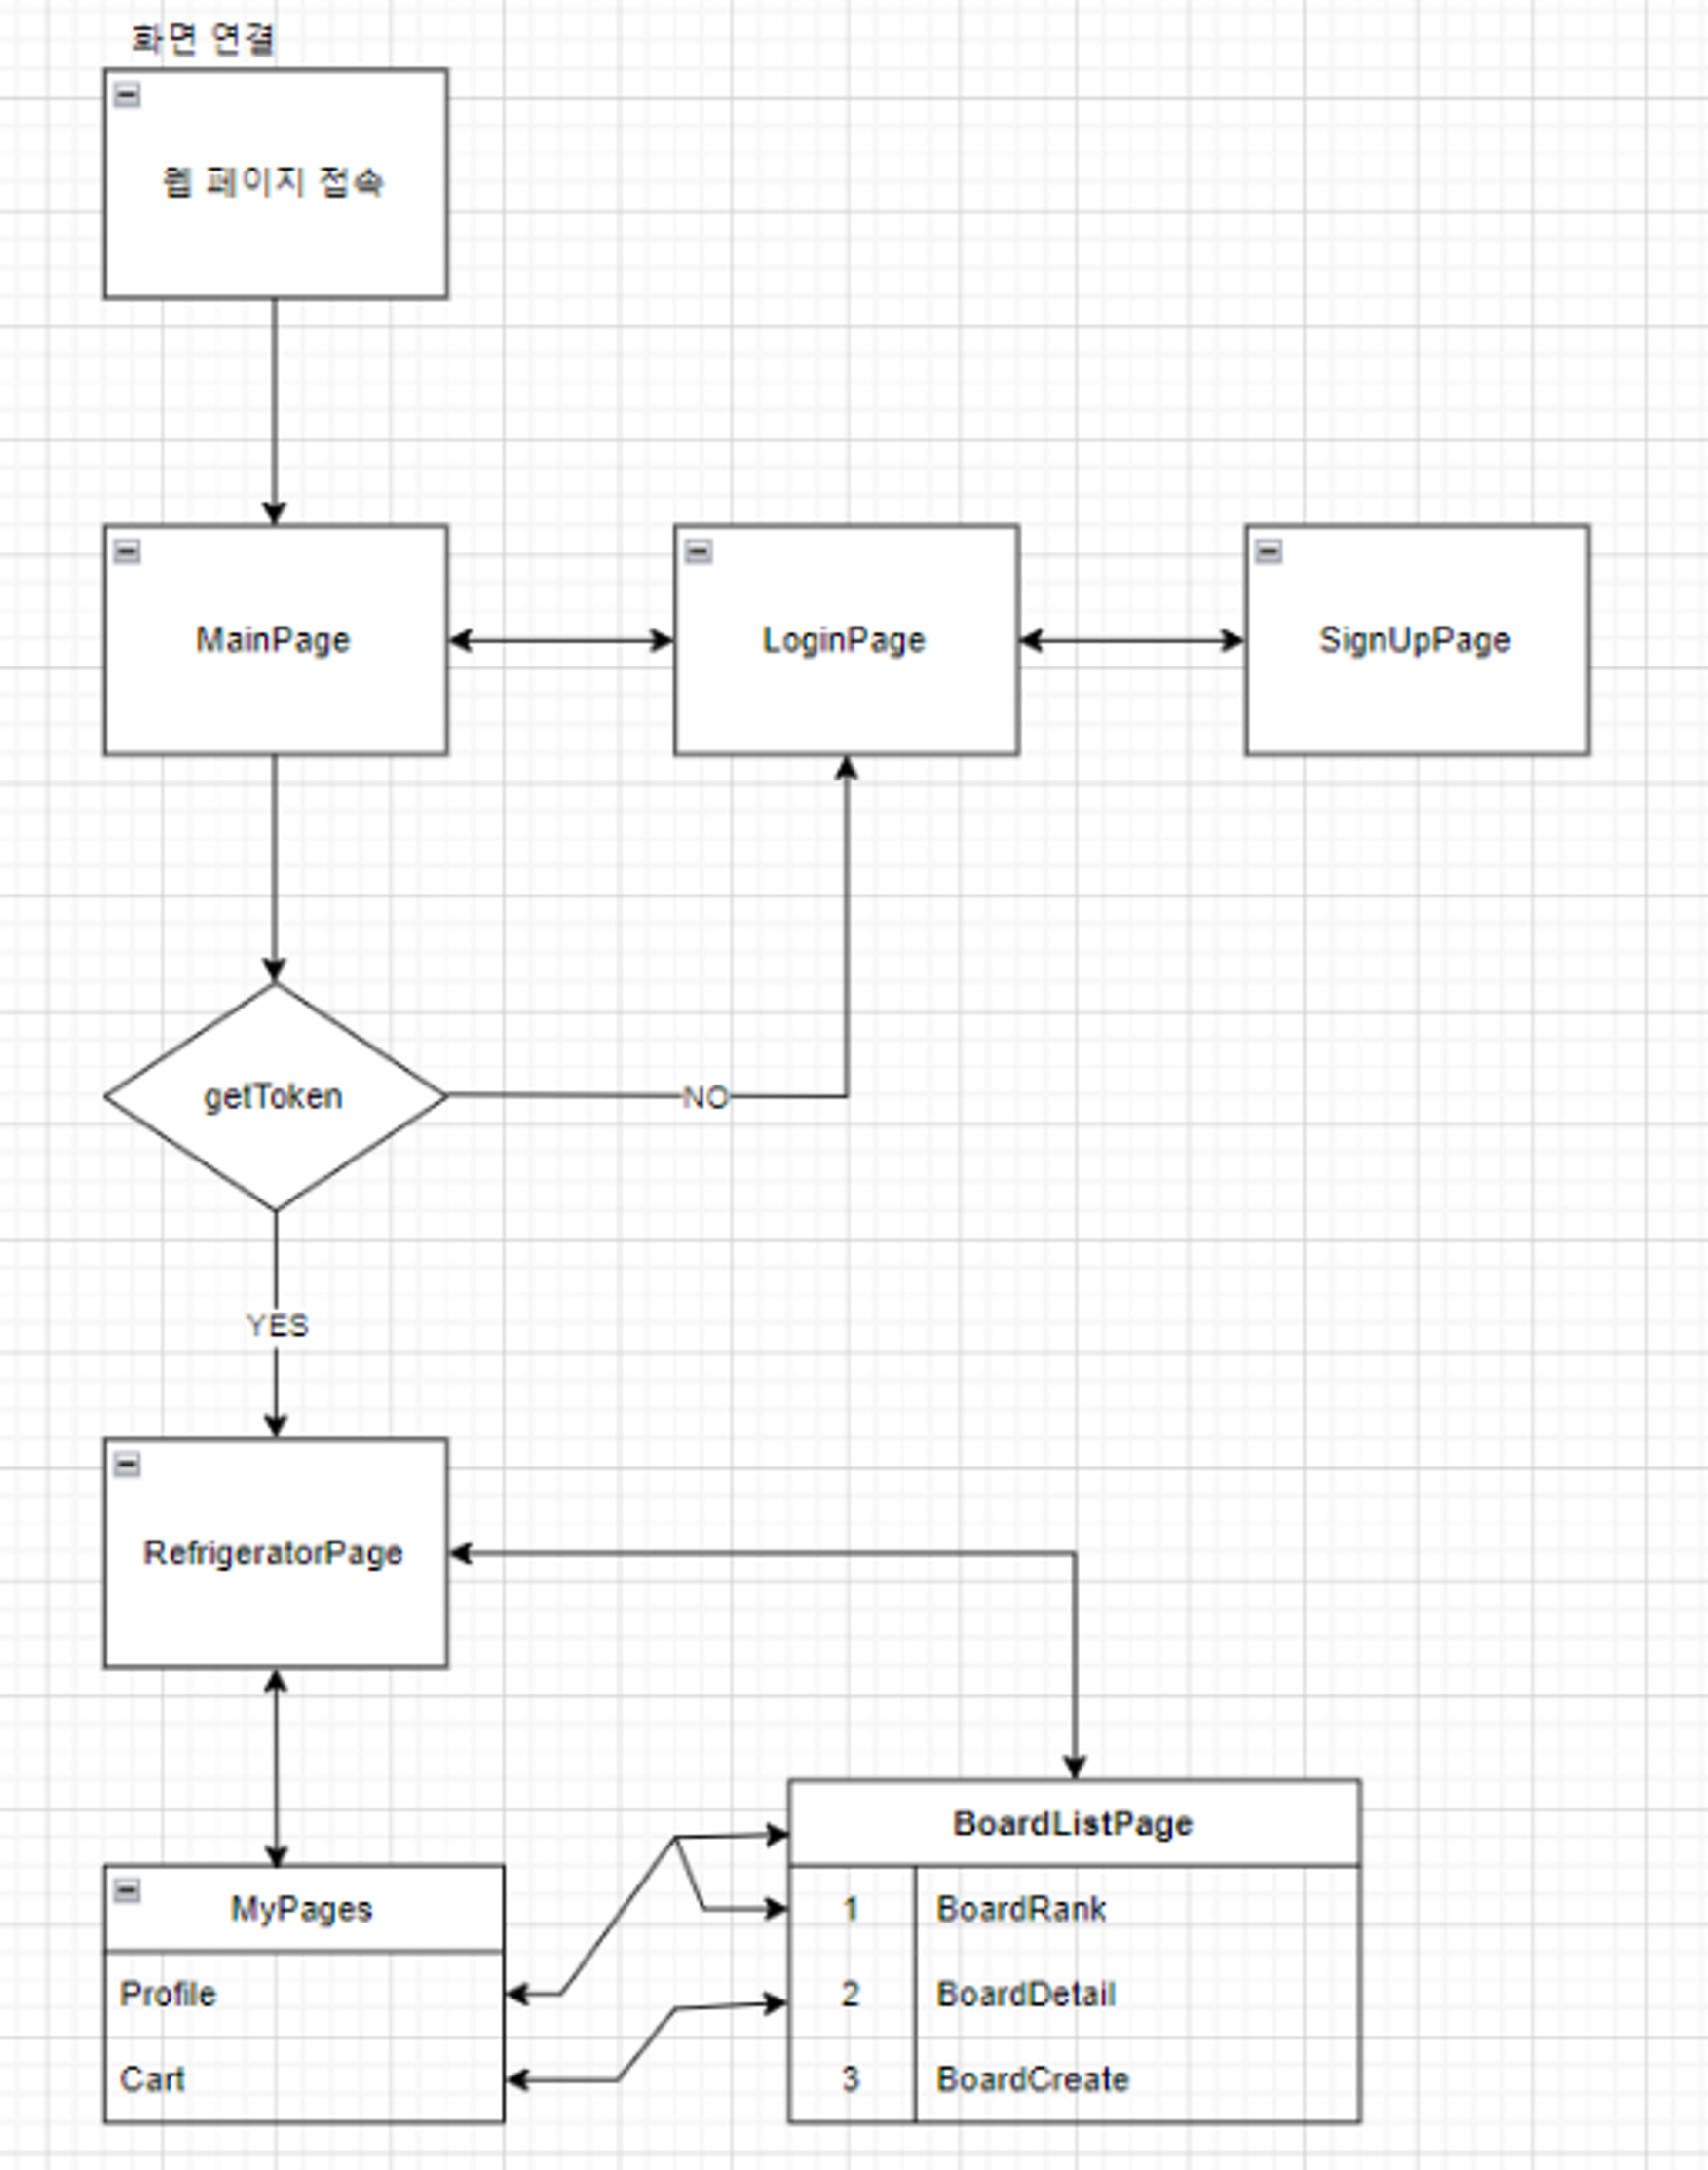 화면 연결
웹 페이지 접속
MainPage
LoginPage
SignUpPage
getToken
NO
YES
RefrigeratorPage
BoardListPage
MyPages
1 BoardRank
Profile
2 BoardDetail
Cart
3 BoardCreate